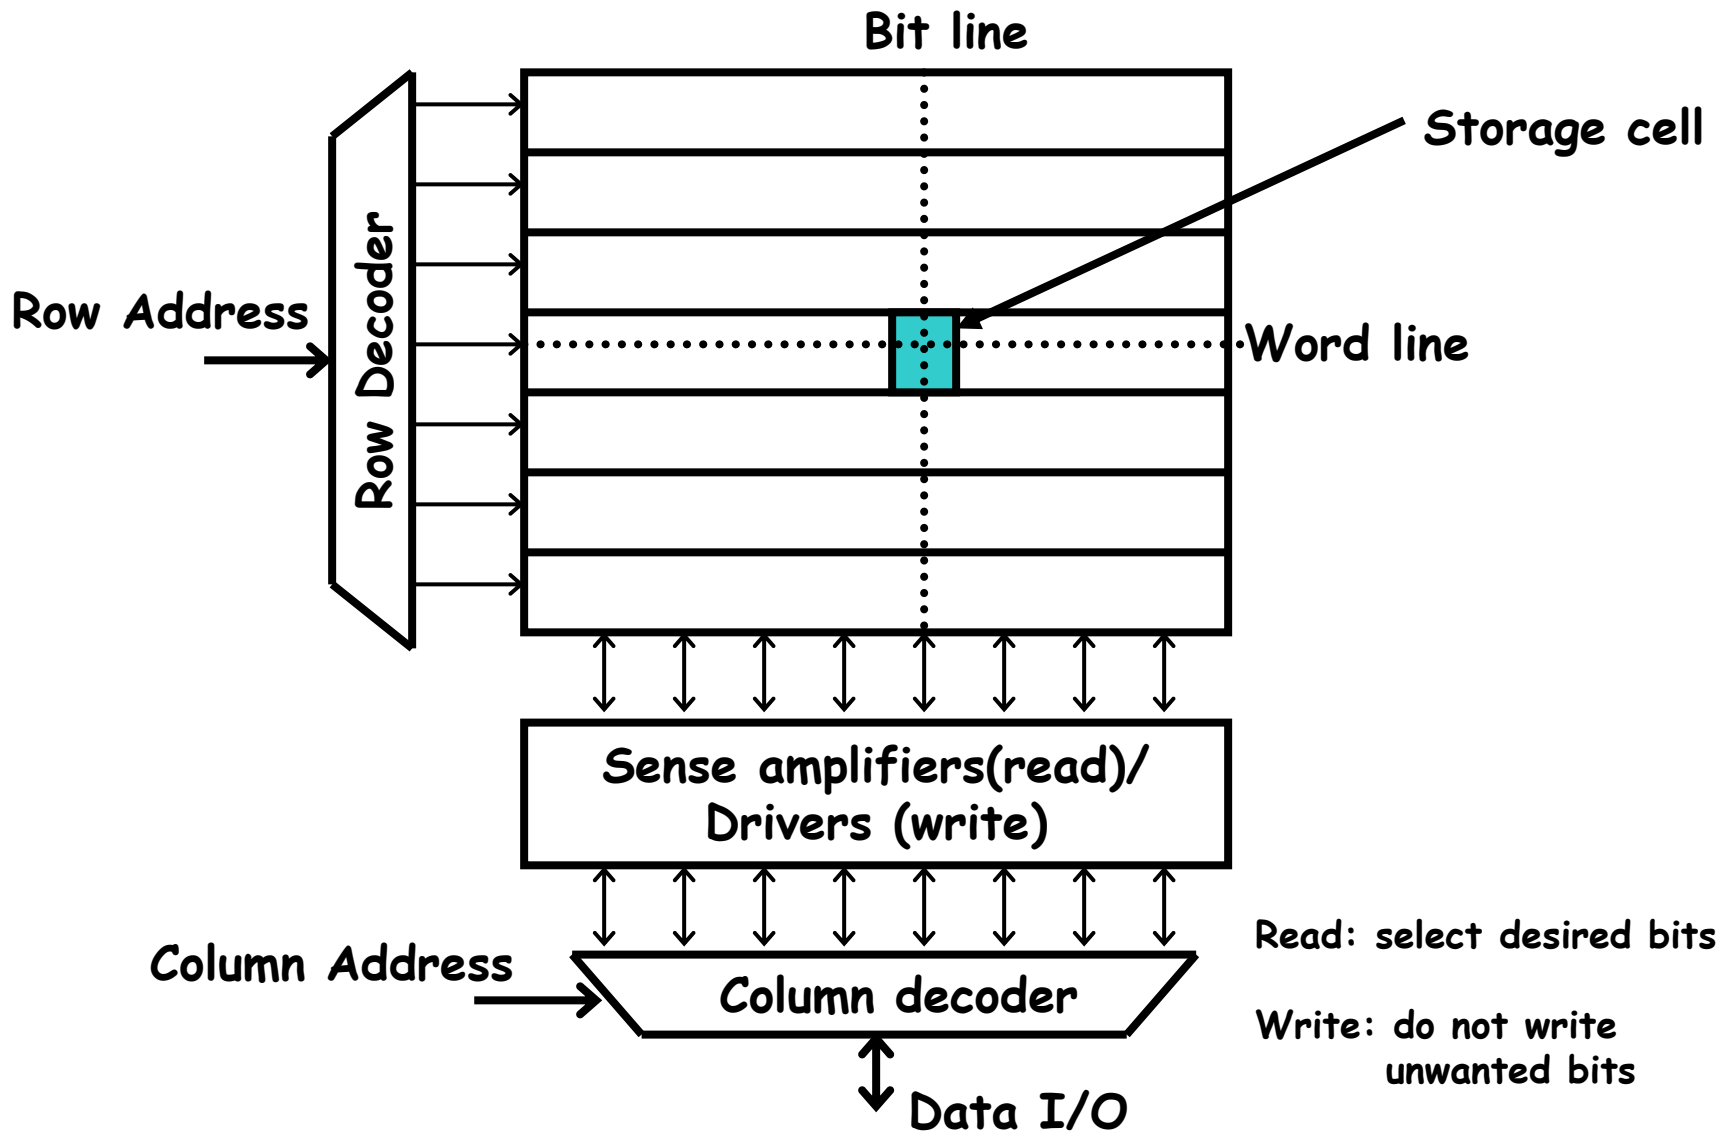 Bit line
Storage cell
Row Address
Row Decoder
Word line
Sense amplifiers(read)/
Drivers (write)
Column Address
Column decoder
Read: select desired bits
Write: do not write
unwanted bits
Data I/O